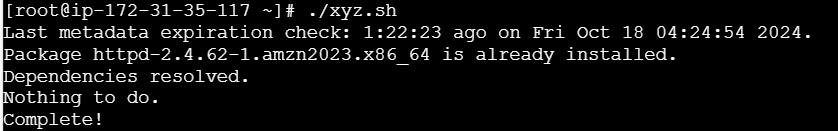 [root@ip-172-31-35-117 ~]# ./xyz.sh
Last metadata expiration check: 1:22:23 ago on Fri Oct 18 04:24:54 2024.
Package httpd-2.4.62-1.amzn2023.x86_64 is already installed.
Dependencies resolved.
Nothing to do.
Complete!